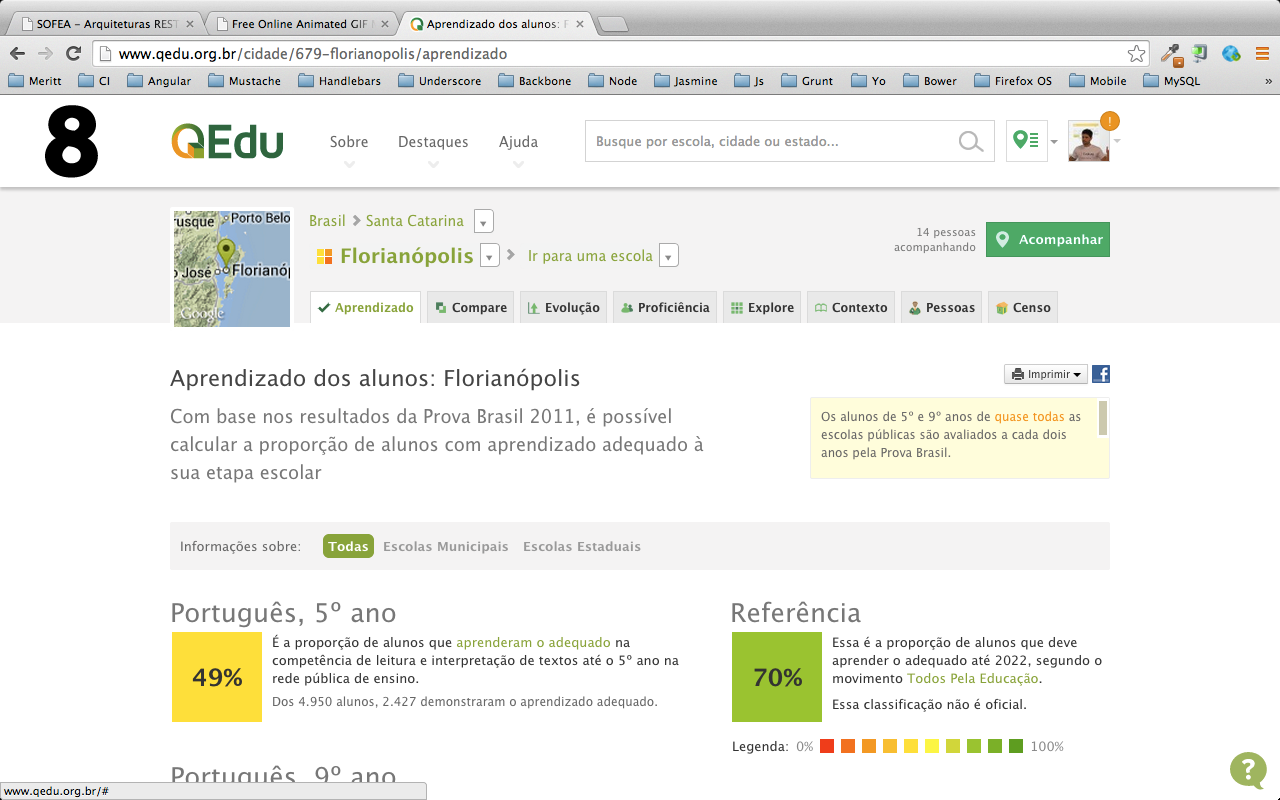 SOFEA – Arquiteturas REST
Free Online Animated GIF
Aprendizado dos alunos: F
www.qedu.org.br/cidade/679-florianopolis/aprendizado
Meritt CI Angular Mustache Handlebars Underscore Backbone Node Jasmine Js Grunt Yo Bower Firefox OS Mobile MySQL »
8
QEdu
Sobre Destaques Ajuda
Busque por escola, cidade ou estado...
!
rusque Porto Belo
o José Florianóp
Google
Brasil Santa Catarina
Florianópolis Ir para uma escola
14 pessoas
acompanhando
Acompanhar
Aprendizado Compare Evolução Proficiência Explore Contexto Pessoas Censo
Aprendizado dos alunos: Florianópolis
Imprimir
f
Com base nos resultados da Prova Brasil 2011, é possível
calcular a proporção de alunos com aprendizado adequado à
sua etapa escolar
Os alunos de 5º e 9º anos de quase todas as
escolas públicas são avaliados a cada dois
anos pela Prova Brasil.
Informações sobre: Todas Escolas Municipais Escolas Estaduais
Português, 5º ano
49%
É a proporção de alunos que aprenderam o adequado na
competência de leitura e interpretação de textos até o 5º ano na
rede pública de ensino.
Dos 4.950 alunos, 2.427 demonstraram o aprendizado adequado.
Referência
70%
Essa é a proporção de alunos que deve
aprender o adequado até 2022, segundo o
movimento Todos Pela Educação.
Essa classificação não é oficial.
Legenda: 0% 100%
Português, 9º ano
?
www.qedu.org.br/#